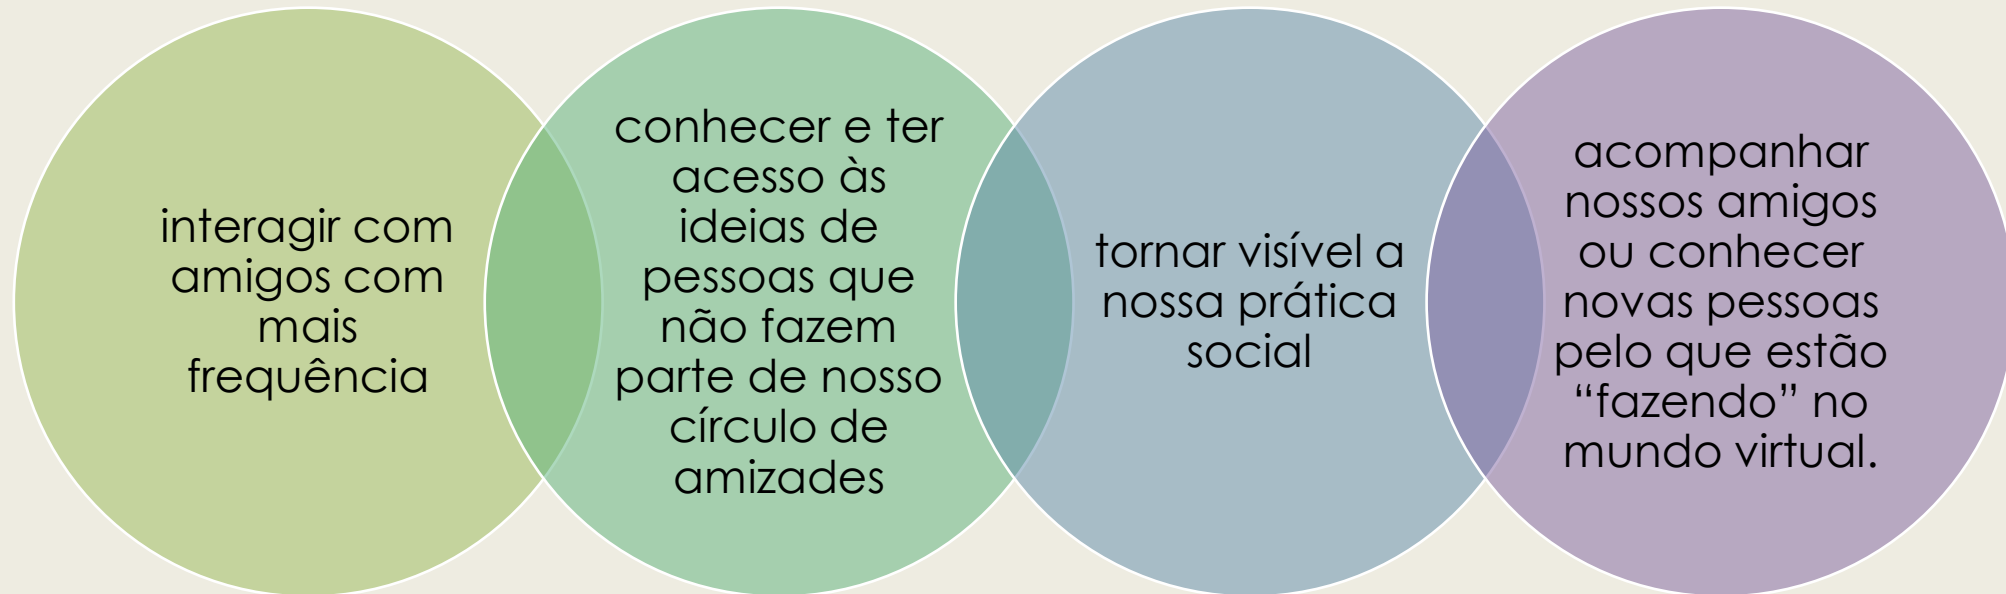 interagir com
amigos com
mais
frequência
conhecer e ter
acesso às
ideias de
pessoas que
não fazem
parte de nosso
círculo de
amizades
tornar visível a
nossa prática
social
acompanhar
nossos amigos
ou conhecer
novas pessoas
pelo que estão
“fazendo” no
mundo virtual.